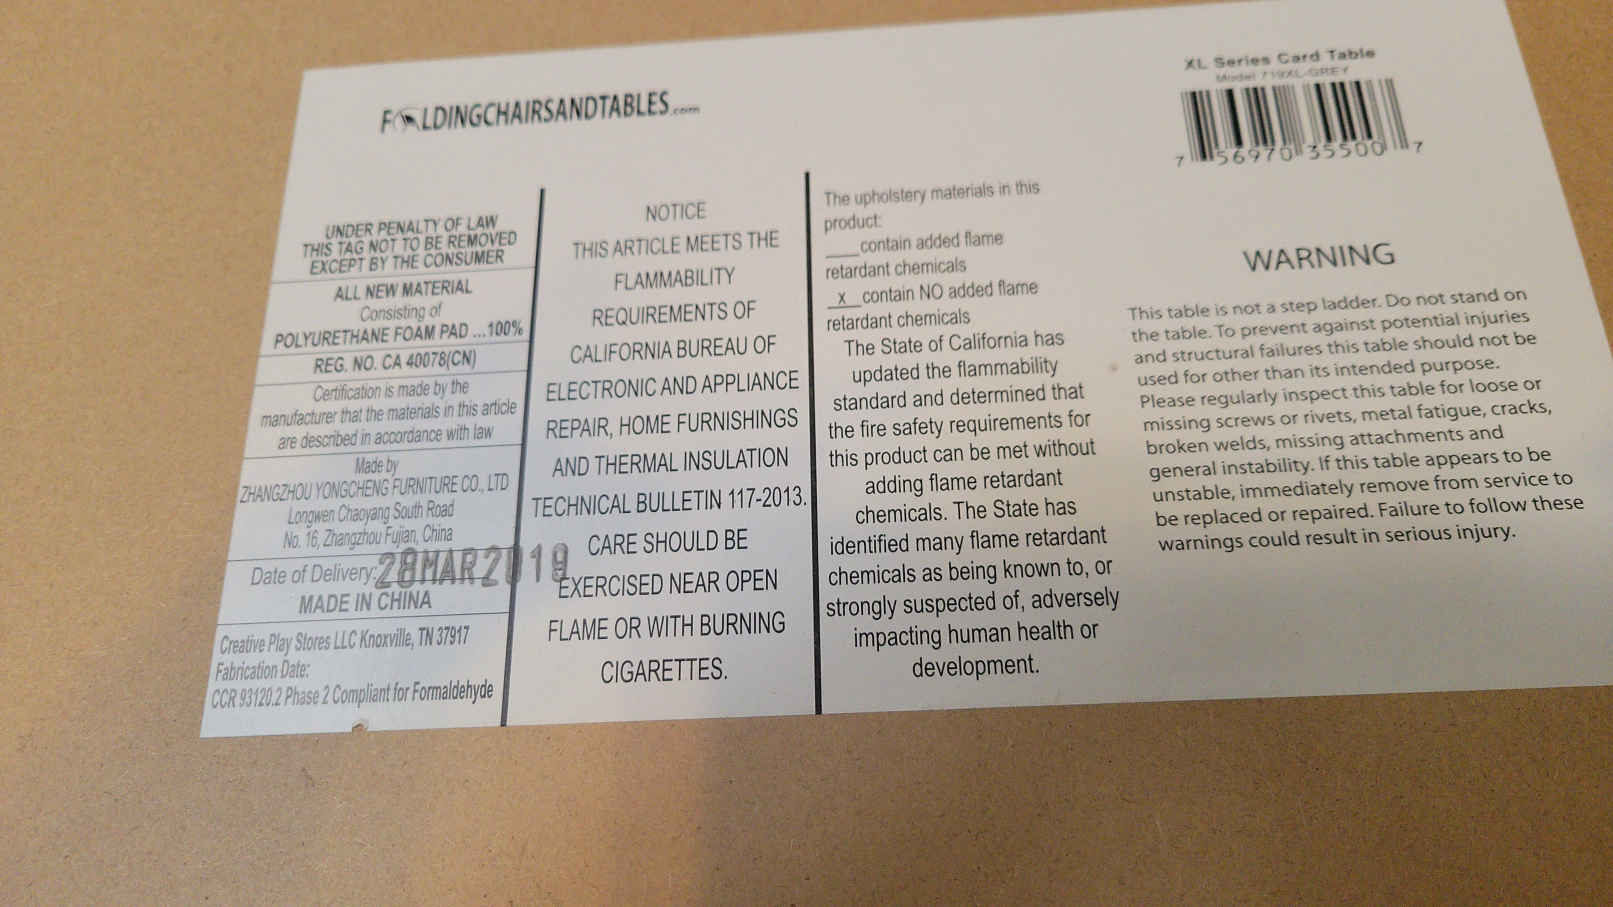 FOLDINGCHAIRSANDTABLES.com
UNDER PENALTY OF LAW
THIS TAG NOT TO BE REMOVED
EXCEPT BY THE CONSUMER
ALL NEW MATERIAL
Consisting of
POLYURETHANE FOAM PAD ...100%
REG. NO. CA 40078(CN)
Certification is made by the
manufacturer that the materials in this article
are described in accordance with law
Made by
ZHANGZHOU YONGCHENG FURNITURE CO., LTD
Longwen Chaoyang South Road
No. 16, Zhangzhou Fujian, China
Date of Delivery: 28MAR2019
MADE IN CHINA
Creative Play Stores LLC Knoxville, TN 37917
Fabrication Date:
CCR 93120.2 Phase 2 Compliant for Formaldehyde
NOTICE
THIS ARTICLE MEETS THE
FLAMMABILITY
REQUIREMENTS OF
CALIFORNIA BUREAU OF
ELECTRONIC AND APPLIANCE
REPAIR, HOME FURNISHINGS
AND THERMAL INSULATION
TECHNICAL BULLETIN 117-2013.
CARE SHOULD BE
EXERCISED NEAR OPEN
FLAME OR WITH BURNING
CIGARETTES.
The upholstery materials in this
product:
___contain added flame
retardant chemicals
_x_contain NO added flame
retardant chemicals
The State of California has
updated the flammability
standard and determined that
the fire safety requirements for
this product can be met without
adding flame retardant
chemicals. The State has
identified many flame retardant
chemicals as being known to, or
strongly suspected of, adversely
impacting human health or
development.
XL Series Card Table
Model 719XL-GREY
7 56970 35500 7
WARNING
This table is not a step ladder. Do not stand on
the table. To prevent against potential injuries
and structural failures this table should not be
used for other than its intended purpose.
Please regularly inspect this table for loose or
missing screws or rivets, metal fatigue, cracks,
broken welds, missing attachments and
general instability. If this table appears to be
unstable, immediately remove from service to
be replaced or repaired. Failure to follow these
warnings could result in serious injury.